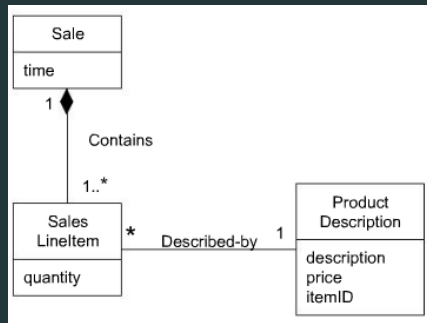 Sale
time
1
Contains
1..*
Sales
LineItem
quantity
*
Described-by
1
Product
Description
description
price
itemID